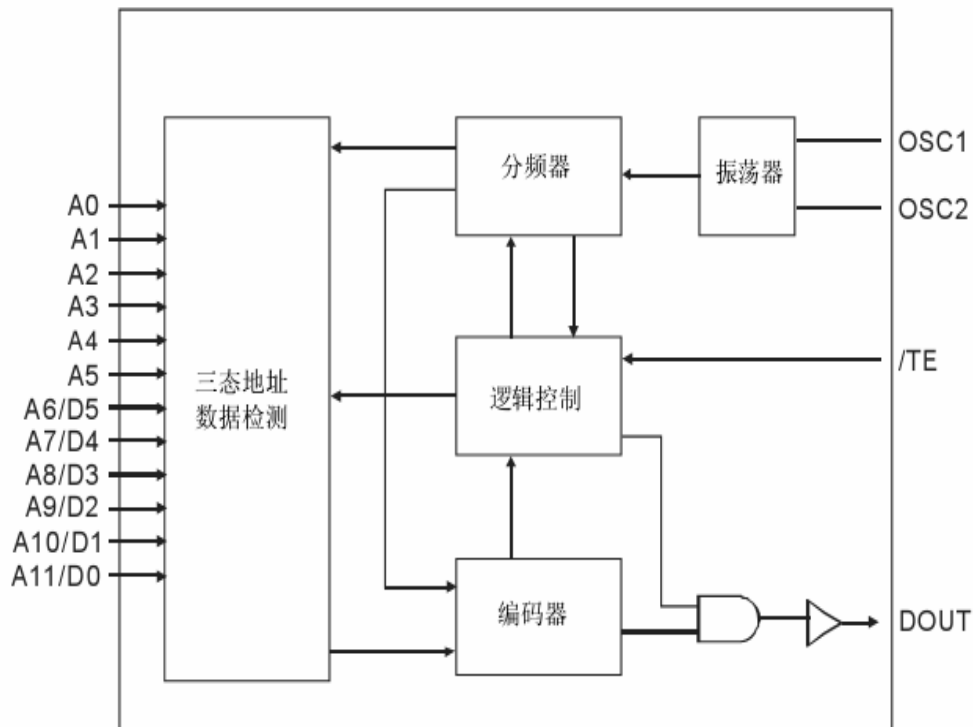 A0
A1
A2
A3
A4
A5
A6/D5
A7/D4
A8/D3
A9/D2
A10/D1
A11/D0
三态地址
数据检测
分频器
振荡器
OSC1
OSC2
逻辑控制
/TE
编码器
DOUT